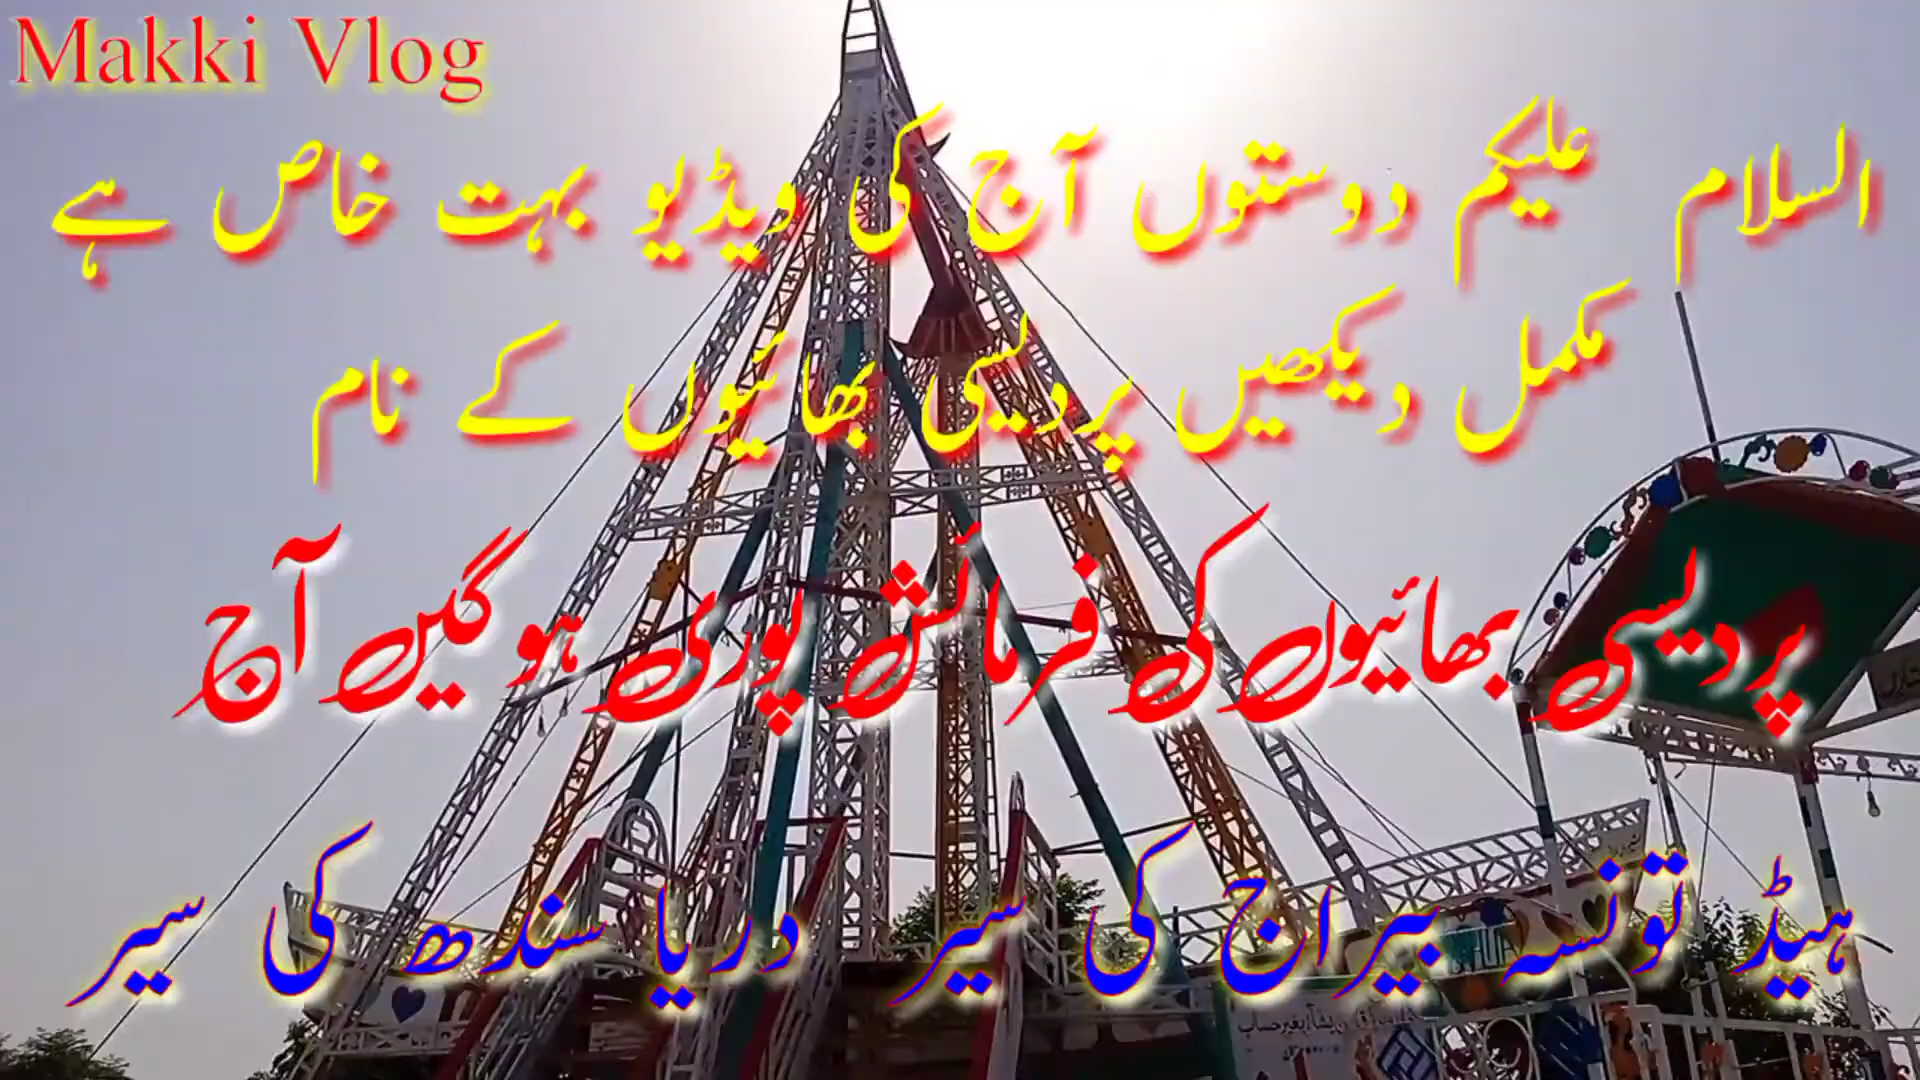 Makki Vlog
السلام علیکم دوستوں آج کی ویڈیو بہت خاص ہے
مکمل دیکھیں پردیسی بھائیوں کے نام
پردیسی بھائیوں کی فرمائش پوری ہو گیں آج
ہیڈ تونسہ بیراج کی سیر دریا سندھ کی سیر